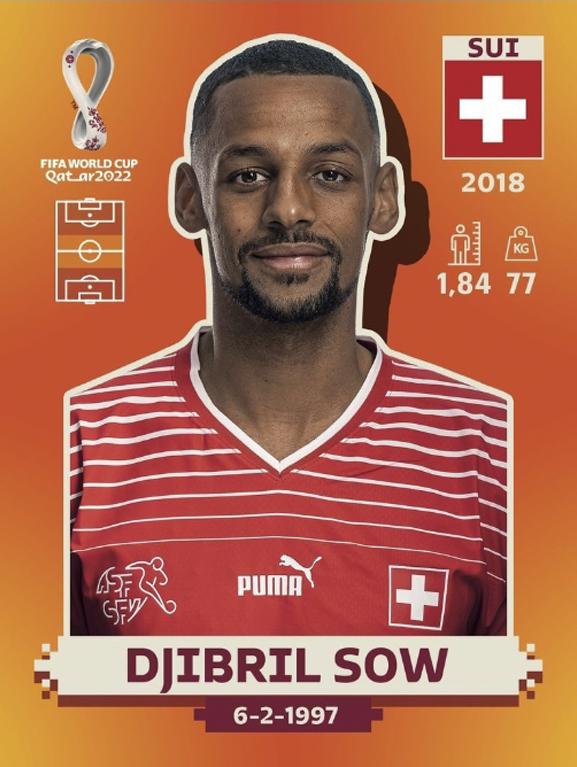 FIFA WORLD CUP
Qatar2022
SUI
2018
1,84 77
KG
ASF
SFV
PUMA
DJIBRIL SOW
6-2-1997